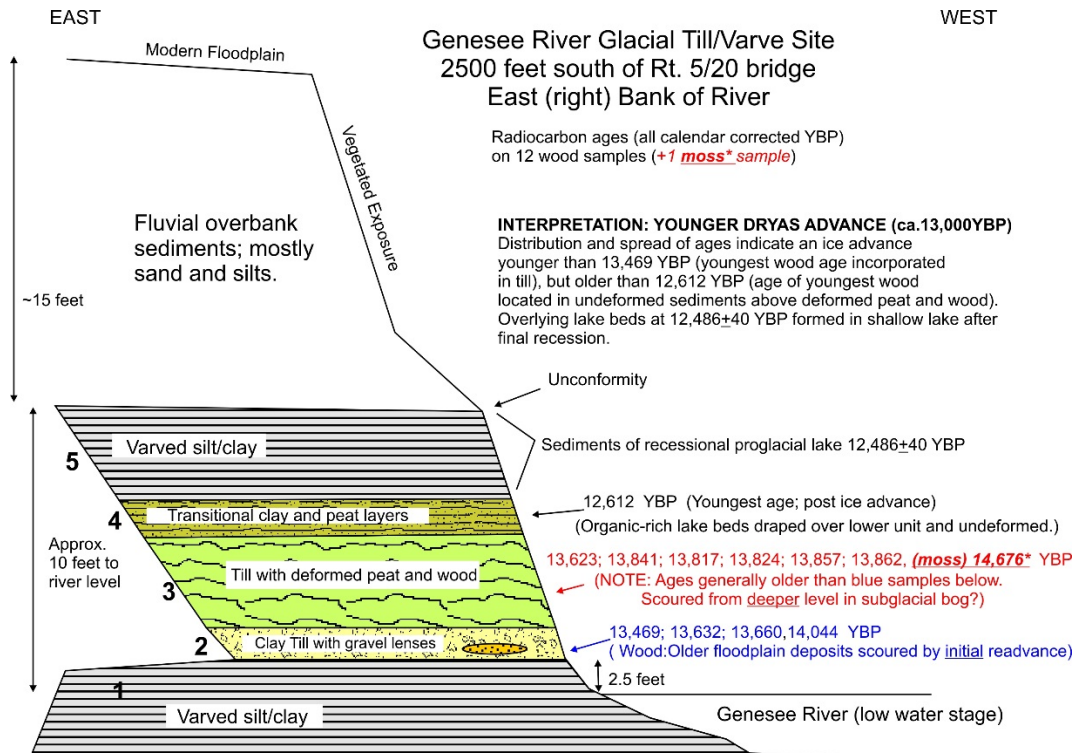 EAST
WEST
Modern Floodplain
Genesee River Glacial Till/Varve Site
2500 feet south of Rt. 5/20 bridge
East (right) Bank of River
Vegetated Exposure
Radiocarbon ages (all calendar corrected YBP)
on 12 wood samples (+1 moss* sample)
Fluvial overbank
sediments; mostly
sand and silts.
~15 feet
INTERPRETATION: YOUNGER DRYAS ADVANCE (ca.13,000YBP)
Distribution and spread of ages indicate an ice advance
younger than 13,469 YBP (youngest wood age incorporated
in till), but older than 12,612 YBP (age of youngest wood
located in undeformed sediments above deformed peat and wood).
Overlying lake beds at 12,486±40 YBP formed in shallow lake after
final recession.
Unconformity
5
Varved silt/clay
Sediments of recessional proglacial lake 12,486±40 YBP
4
Transitional clay and peat layers
12,612 YBP (Youngest age; post ice advance)
(Organic-rich lake beds draped over lower unit and undeformed.)
Approx.
10 feet to
river level
3
Till with deformed peat and wood
13,623; 13,841; 13,817; 13,824; 13,857; 13,862, (moss) 14,676* YBP
(NOTE: Ages generally older than blue samples below.
Scoured from deeper level in subglacial bog?)
2
Clay Till with gravel lenses
13,469; 13,632; 13,660,14,044 YBP
( Wood:Older floodplain deposits scoured by initial readvance)
2.5 feet
1
Varved silt/clay
Genesee River (low water stage)